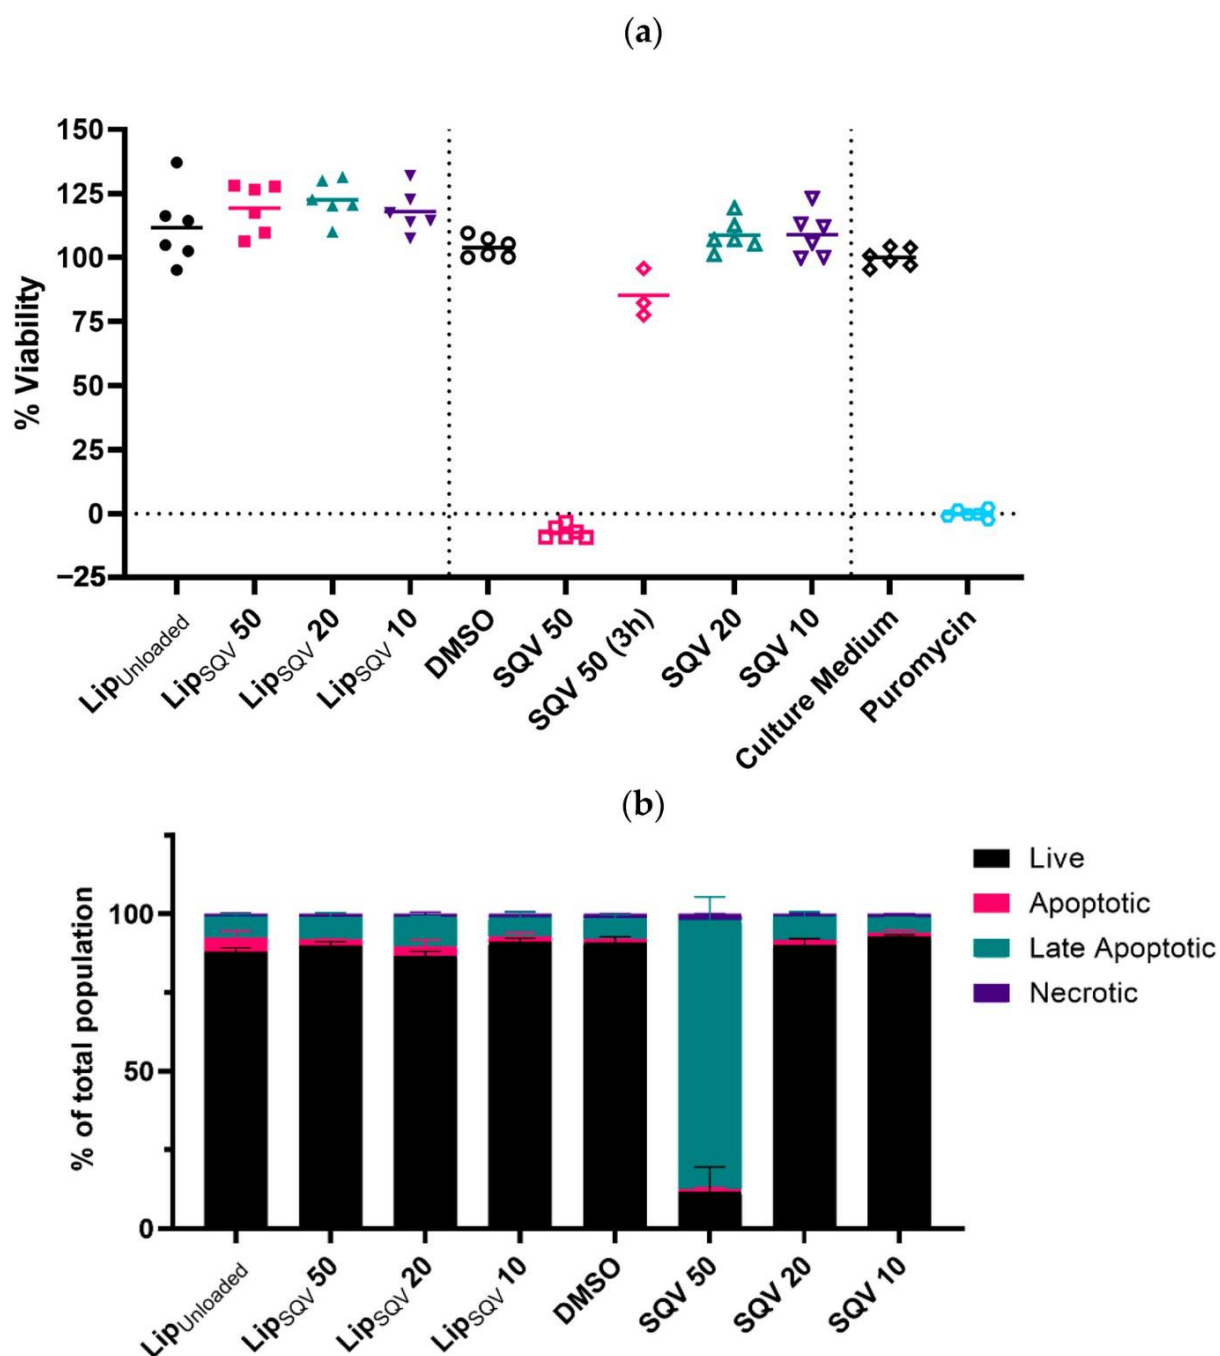 (a)
150
125
100
75
50
25
0
−25
% Viability
LipUnloaded
LipSQV 50
LipSQV 20
LipSQV 10
DMSO
SQV 50
SQV 50 (3h)
SQV 20
SQV 10
Culture Medium
Puromycin
(b)
100
50
0
% of total population
Live
Apoptotic
Late Apoptotic
Necrotic
LipUnloaded
LipSQV 50
LipSQV 20
LipSQV 10
DMSO
SQV 50
SQV 20
SQV 10